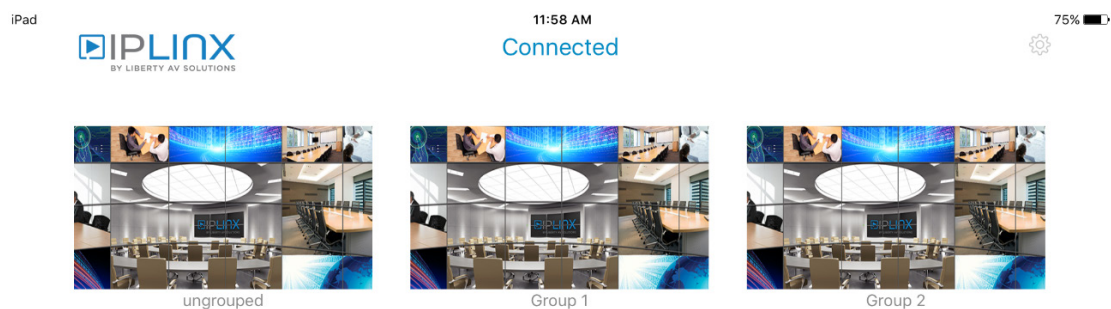 iPad
11:58 AM
75%
IPLINX
BY LIBERTY AV SOLUTIONS
Connected
IPLINX
IPLINX
IPLINX
ungrouped
Group 1
Group 2